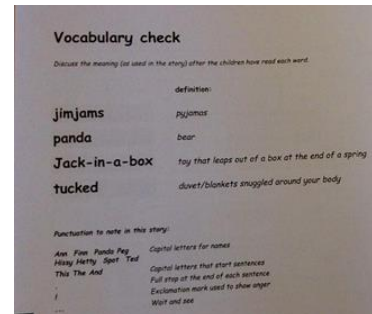 Vocabulary check
Discuss the meaning (as used in the story) after the children have read each word.
definition:
jimjams pyjamas
panda bear
Jack-in-a-box toy that leaps out of a box at the end of a spring
tucked duvet/blankets snuggled around your body
Punctuation to note in this story:
Ann Finn Panda Peg Capital letters for names
Hissy Hetty Spot Ted
This The And Capital letters that start sentences
. Full stop at the end of each sentence
! Exclamation mark used to show anger
... Wait and see